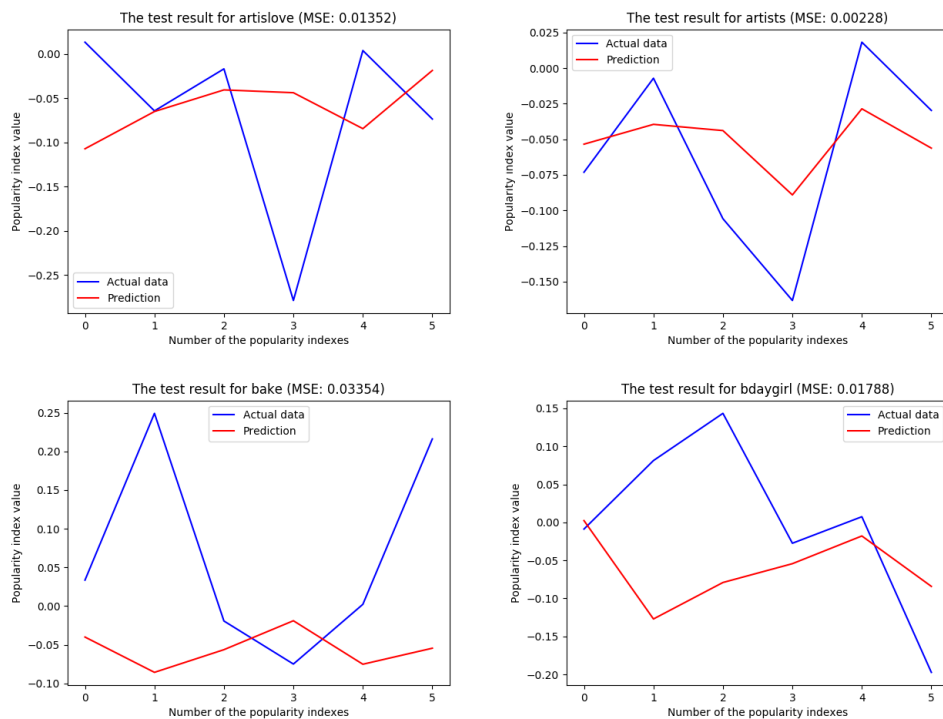 The test result for artislove (MSE: 0.01352)
Popularity index value
0.00
−0.05
−0.10
−0.15
−0.20
−0.25
Actual data
Prediction
0 1 2 3 4 5
Number of the popularity indexes
The test result for artists (MSE: 0.00228)
Popularity index value
0.025
0.000
−0.025
−0.050
−0.075
−0.100
−0.125
−0.150
Actual data
Prediction
0 1 2 3 4 5
Number of the popularity indexes
The test result for bake (MSE: 0.03354)
Popularity index value
0.25
0.20
0.15
0.10
0.05
0.00
−0.05
−0.10
Actual data
Prediction
0 1 2 3 4 5
Number of the popularity indexes
The test result for bdaygirl (MSE: 0.01788)
Popularity index value
0.15
0.10
0.05
0.00
−0.05
−0.10
−0.15
−0.20
Actual data
Prediction
0 1 2 3 4 5
Number of the popularity indexes